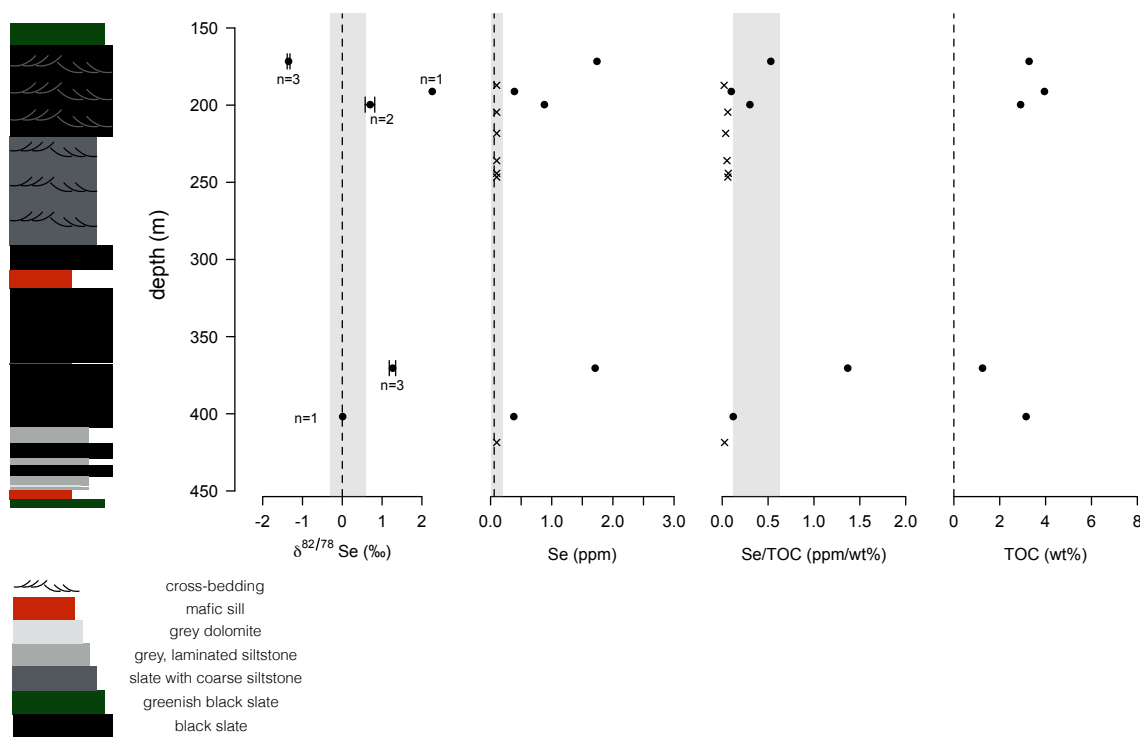 150
200
250
300
350
400
450
depth (m)
n=3
n=1
n=2
n=3
n=1
-2 -1 0 1 2
δ82/78 Se (‰)
0.0 1.0 2.0 3.0
Se (ppm)
0.0 0.5 1.0 1.5 2.0
Se/TOC (ppm/wt%)
0 2 4 6 8
TOC (wt%)
cross-bedding
mafic sill
grey dolomite
grey, laminated siltstone
slate with coarse siltstone
greenish black slate
black slate